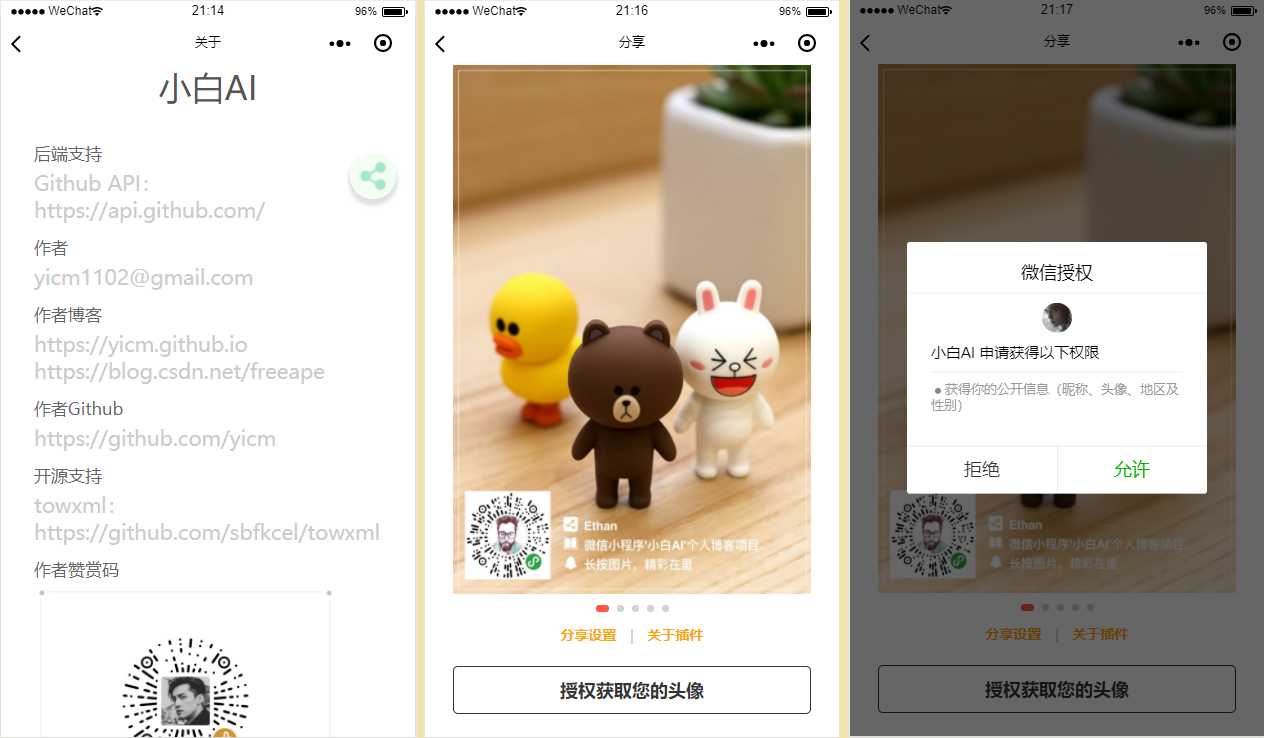 WeChat
21:14
96%
关于
小白AI
后端支持
Github API：
https://api.github.com/
作者
yicm1102@gmail.com
作者博客
https://yicm.github.io
https://blog.csdn.net/freeape
作者Github
https://github.com/yicm
开源支持
towxml：
https://github.com/sbfkcel/towxml
作者赞赏码
WeChat
21:16
96%
分享
Ethan
微信小程序'小白AI'个人博客项目
长按图片，精彩在里
分享设置 | 关于插件
授权获取您的头像
WeChat
21:17
96%
分享
微信授权
小白AI 申请获得以下权限
● 获得你的公开信息（昵称、头像、地区及
性别）
拒绝
允许
Ethan
微信小程序'小白AI'个人博客项目
长按图片，精彩在里
分享设置 | 关于插件
授权获取您的头像